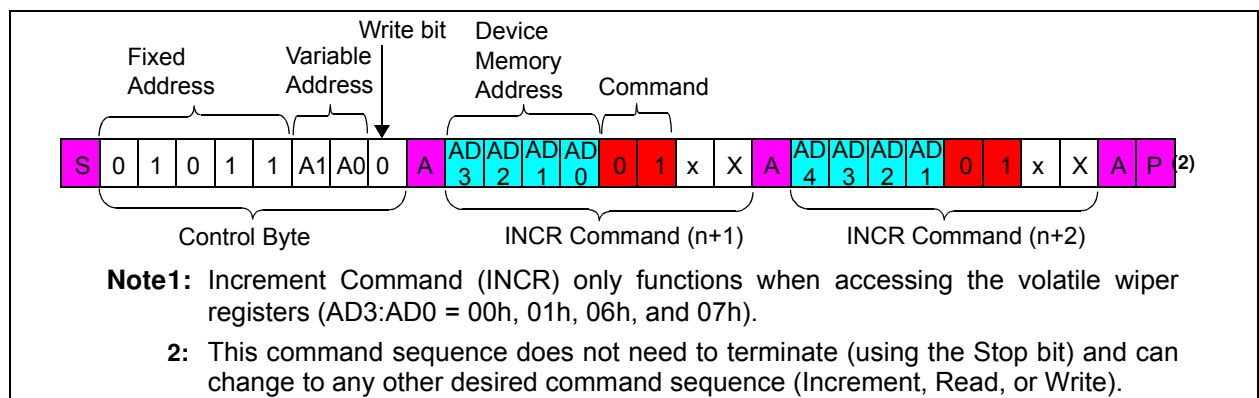 Write bit
Device Memory Address
Fixed Address
Variable Address
Command
S 0 1 0 1 1 A1 A0 0 A AD3 AD2 AD1 AD0 0 1 x X A AD4 AD3 AD2 AD1 0 1 x X A P (2)
Control Byte
INCR Command (n+1)
INCR Command (n+2)
Note1: Increment Command (INCR) only functions when accessing the volatile wiper
registers (AD3:AD0 = 00h, 01h, 06h, and 07h).
2: This command sequence does not need to terminate (using the Stop bit) and can
change to any other desired command sequence (Increment, Read, or Write).